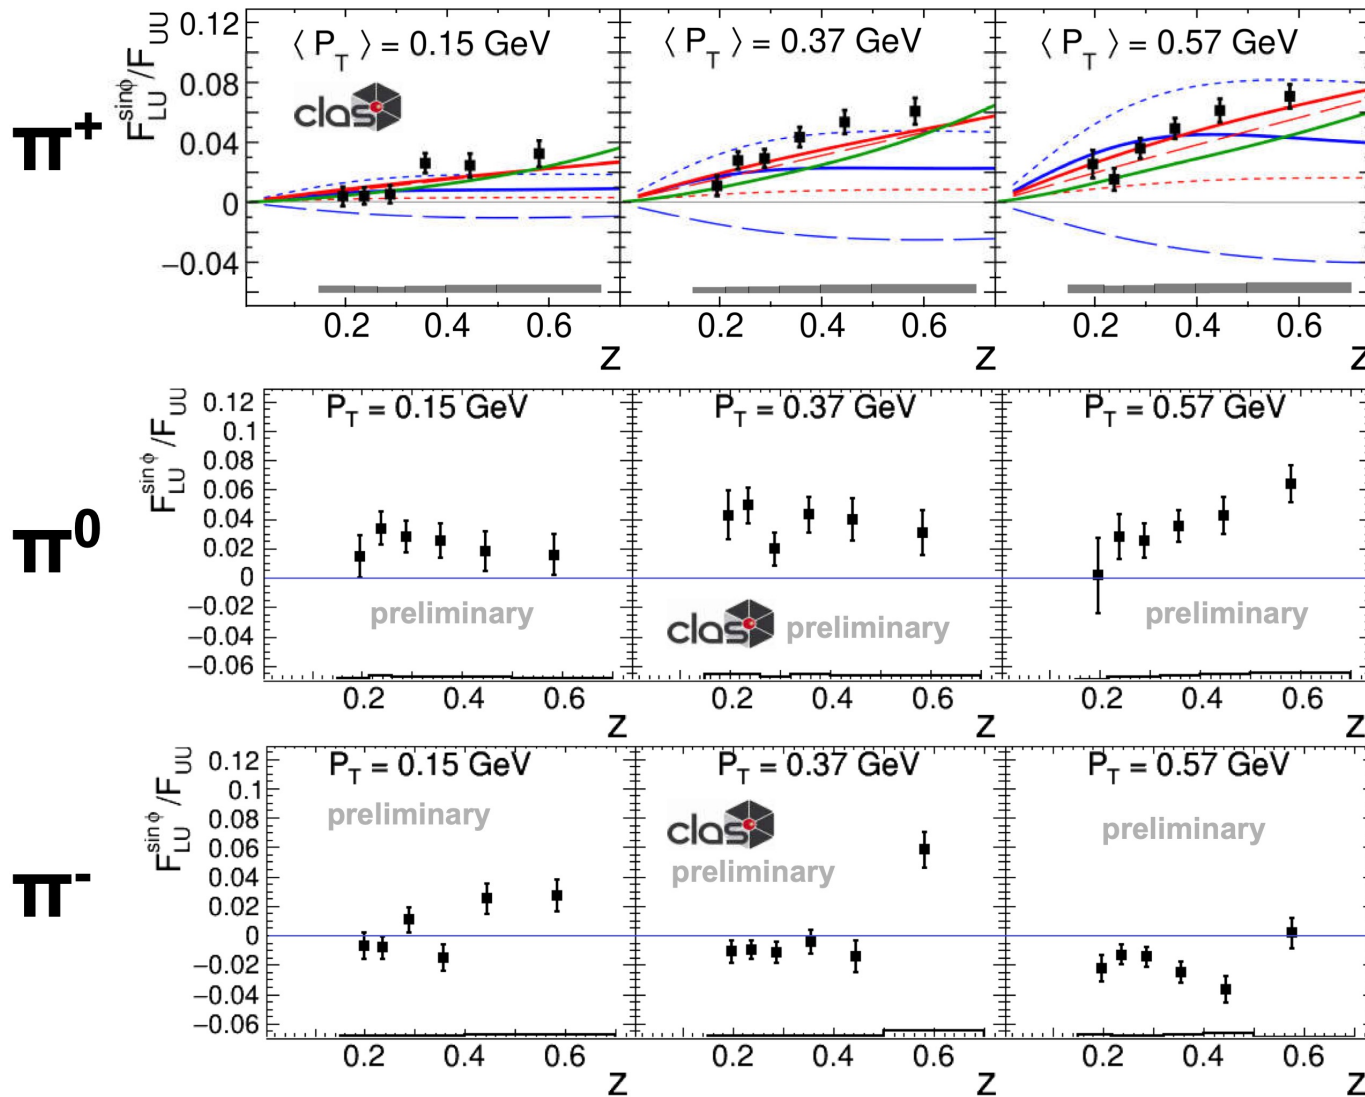 π+
F_LU^sinϕ/F_UU
0.12
0.08
0.04
0
−0.04
⟨ P_T ⟩ = 0.15 GeV
⟨ P_T ⟩ = 0.37 GeV
⟨ P_T ⟩ = 0.57 GeV
clas
0.2 0.4 0.6
0.2 0.4 0.6
0.2 0.4 0.6
z z z
π0
F_LU^sin ϕ/F_UU
0.12
0.1
0.08
0.06
0.04
0.02
0
−0.02
−0.04
−0.06
P_T = 0.15 GeV
P_T = 0.37 GeV
P_T = 0.57 GeV
preliminary
clas preliminary
preliminary
0.2 0.4 0.6
0.2 0.4 0.6
0.2 0.4 0.6
z z z
π-
F_LU^sin ϕ/F_UU
0.12
0.1
0.08
0.06
0.04
0.02
0
−0.02
−0.04
−0.06
P_T = 0.15 GeV
P_T = 0.37 GeV
P_T = 0.57 GeV
preliminary
clas
preliminary
preliminary
0.2 0.4 0.6
0.2 0.4 0.6
0.2 0.4 0.6
z z z